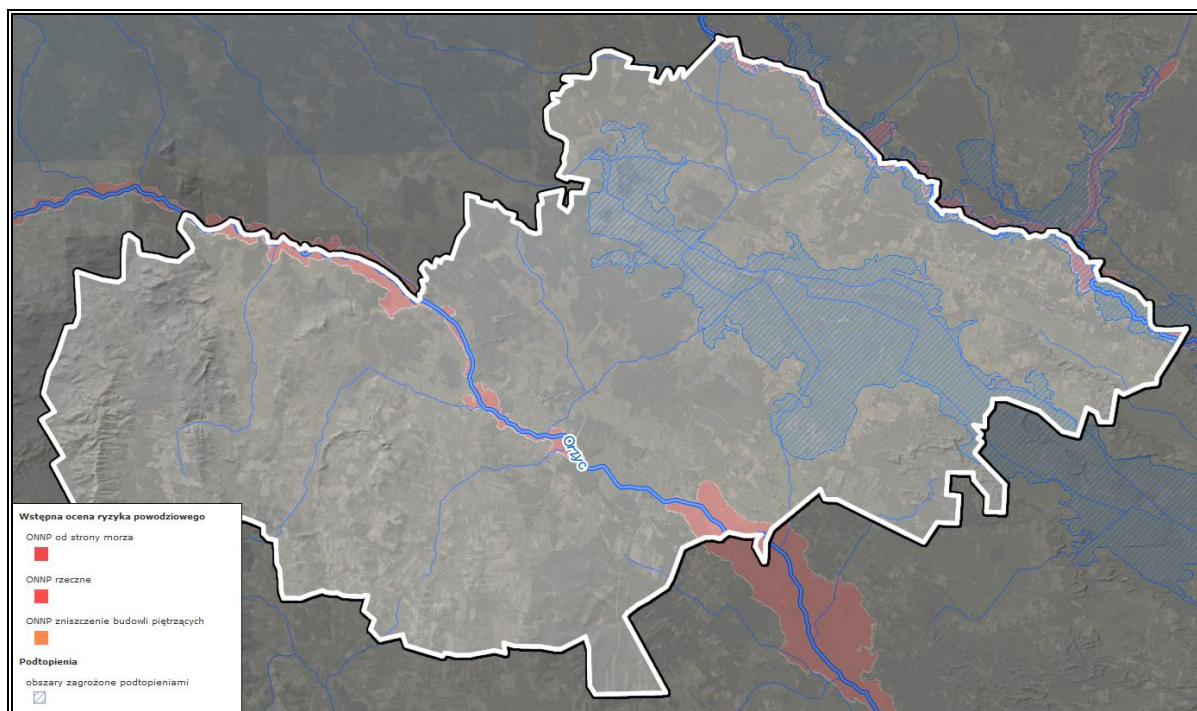 Orzyc
Wstępna ocena ryzyka powodziowego
ONNP od strony morza
ONNP rzeczne
ONNP zniszczenie budowli piętrzących
Podtopienia
obszary zagrożone podtopieniami